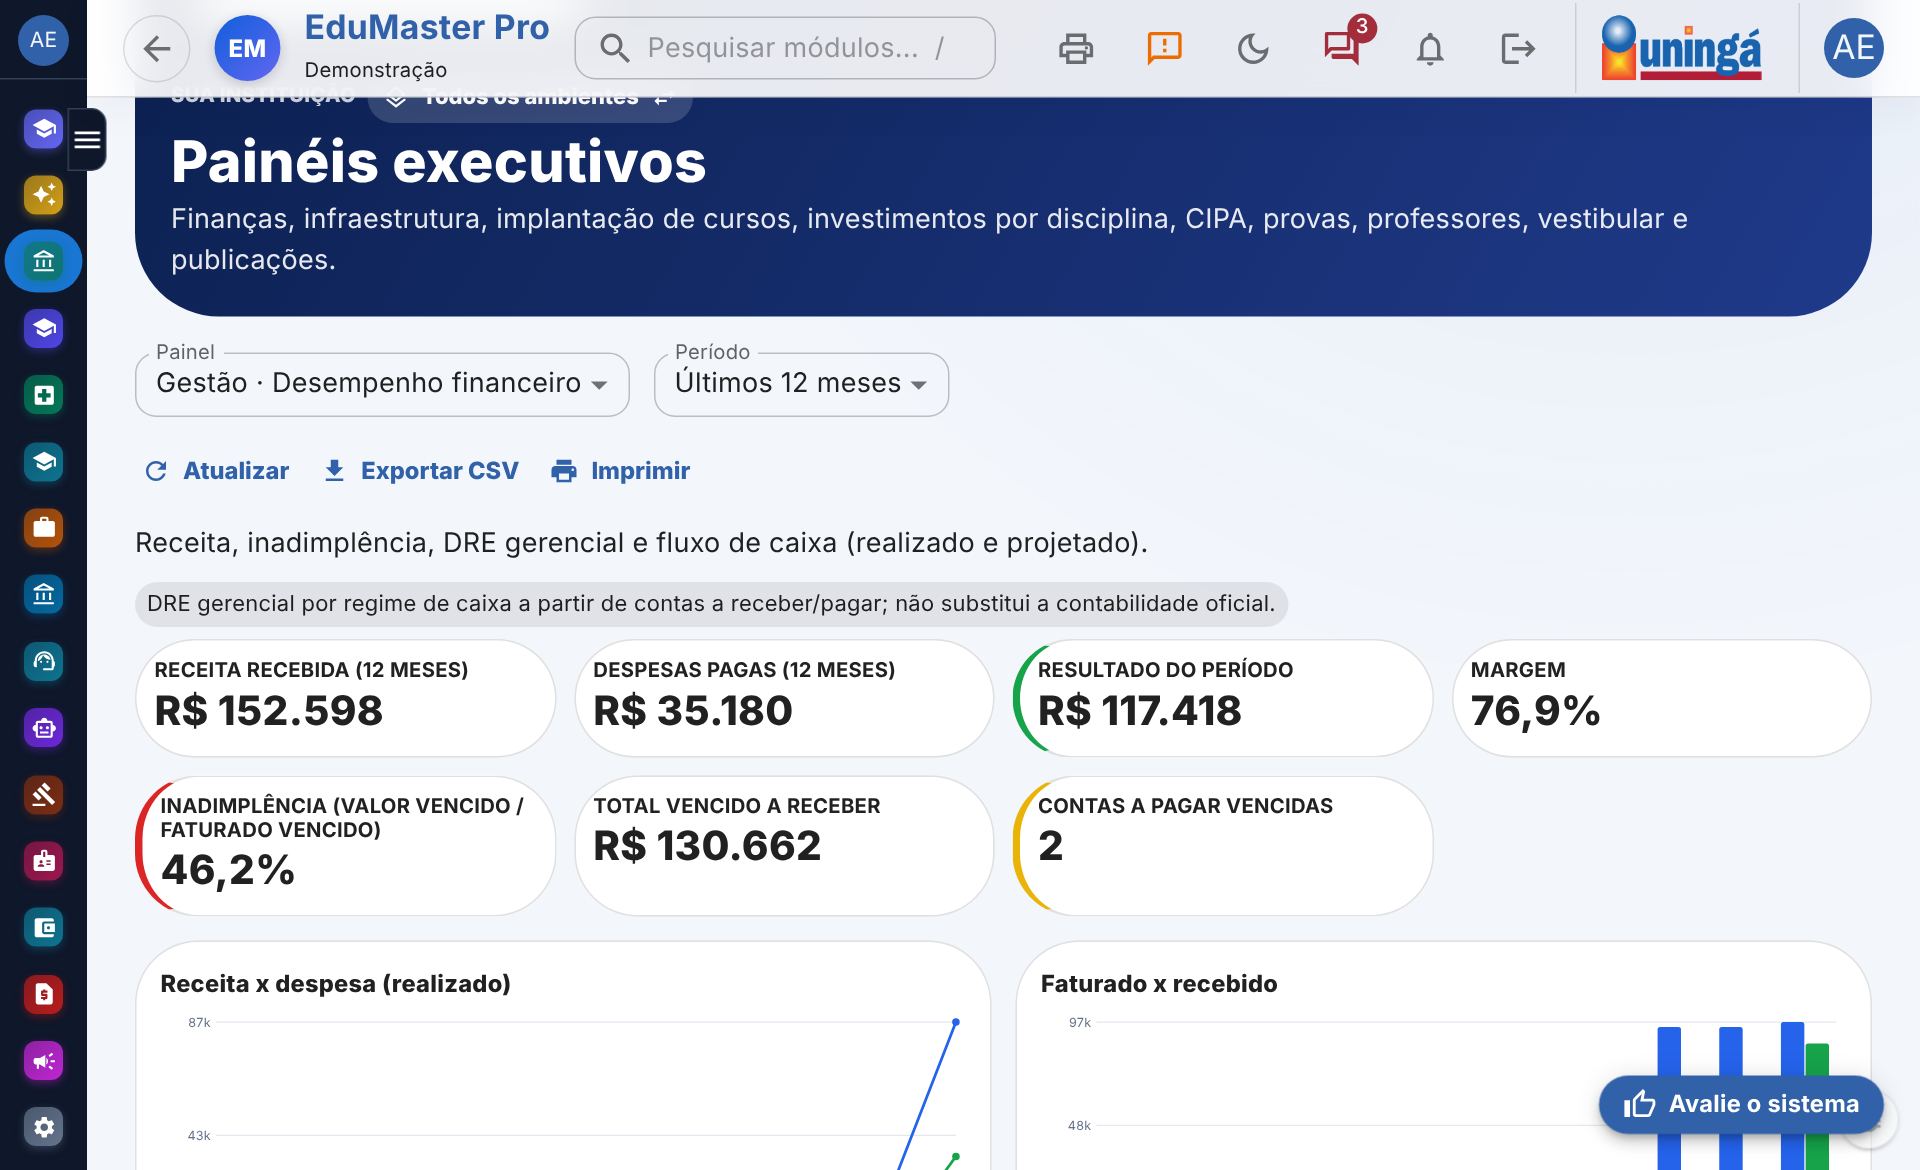 AE
EM
EduMaster Pro
Demonstração
Pesquisar módulos... /
3
uningá
AE
SUA INSTITUIÇÃO
Todos os ambientes
Painéis executivos
Finanças, infraestrutura, implantação de cursos, investimentos por disciplina, CIPA, provas, professores, vestibular e
publicações.
Painel
Gestão · Desempenho financeiro
Período
Últimos 12 meses
Atualizar
Exportar CSV
Imprimir
Receita, inadimplência, DRE gerencial e fluxo de caixa (realizado e projetado).
DRE gerencial por regime de caixa a partir de contas a receber/pagar; não substitui a contabilidade oficial.
RECEITA RECEBIDA (12 MESES)
R$ 152.598
DESPESAS PAGAS (12 MESES)
R$ 35.180
RESULTADO DO PERÍODO
R$ 117.418
MARGEM
76,9%
INADIMPLÊNCIA (VALOR VENCIDO /
FATURADO VENCIDO)
46,2%
TOTAL VENCIDO A RECEBER
R$ 130.662
CONTAS A PAGAR VENCIDAS
2
Receita x despesa (realizado)
87k
43k
Faturado x recebido
97k
48k
Avalie o sistema